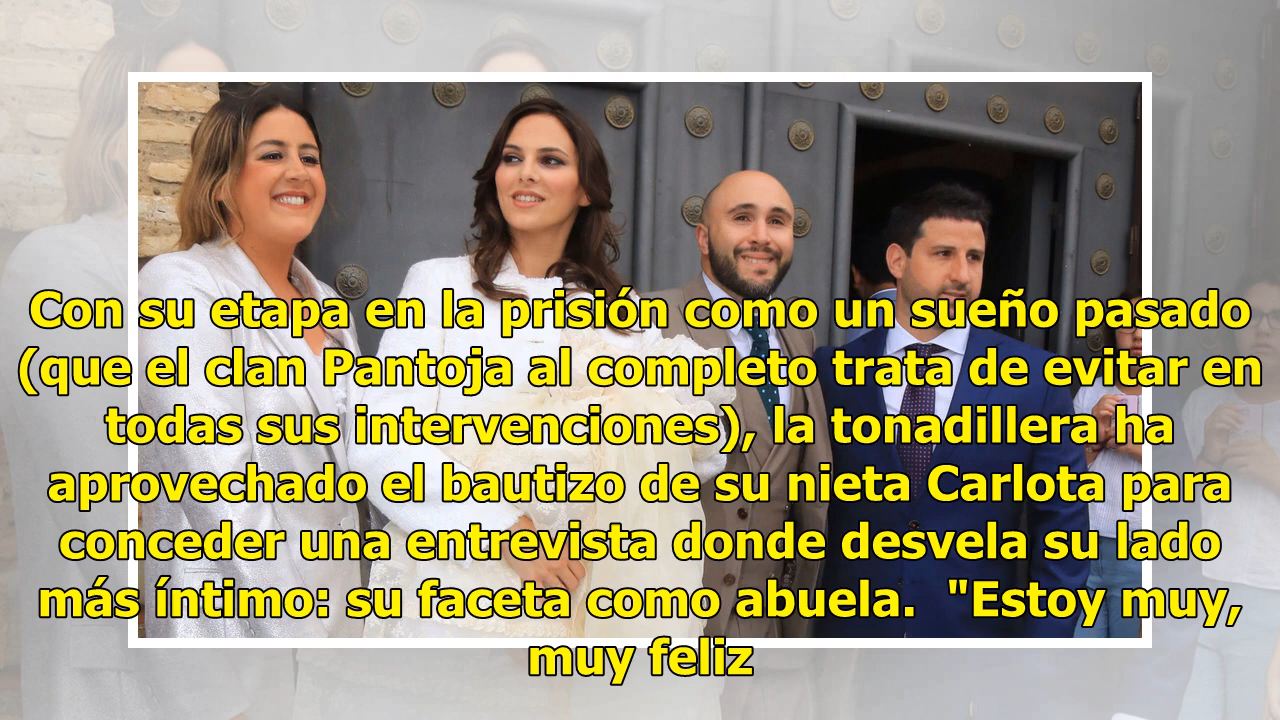 Con su etapa en la prisión como un sueño pasado
(que el clan Pantoja al completo trata de evitar en
todas sus intervenciones), la tonadillera ha
aprovechado el bautizo de su nieta Carlota para
conceder una entrevista donde desvela su lado
más íntimo: su faceta como abuela.  "Estoy muy,
muy feliz